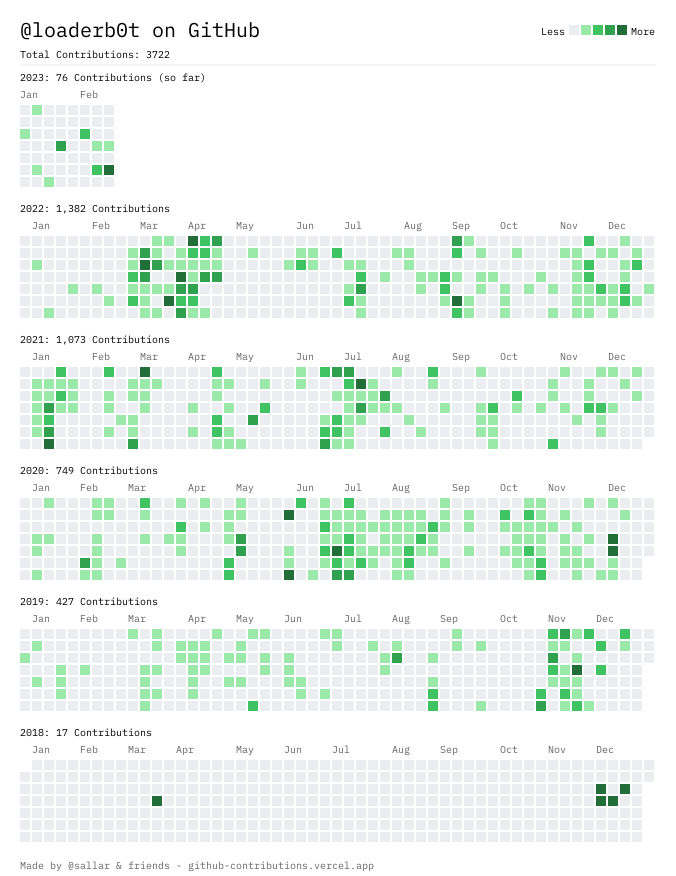 @loaderb0t on GitHub
Less More
Total Contributions: 3722
2023: 76 Contributions (so far)
Jan Feb
2022: 1,382 Contributions
Jan Feb Mar Apr May Jun Jul Aug Sep Oct Nov Dec
2021: 1,073 Contributions
Jan Feb Mar Apr May Jun Jul Aug Sep Oct Nov Dec
2020: 749 Contributions
Jan Feb Mar Apr May Jun Jul Aug Sep Oct Nov Dec
2019: 427 Contributions
Jan Feb Mar Apr May Jun Jul Aug Sep Oct Nov Dec
2018: 17 Contributions
Jan Feb Mar Apr May Jun Jul Aug Sep Oct Nov Dec
Made by @sallar & friends - github-contributions.vercel.app